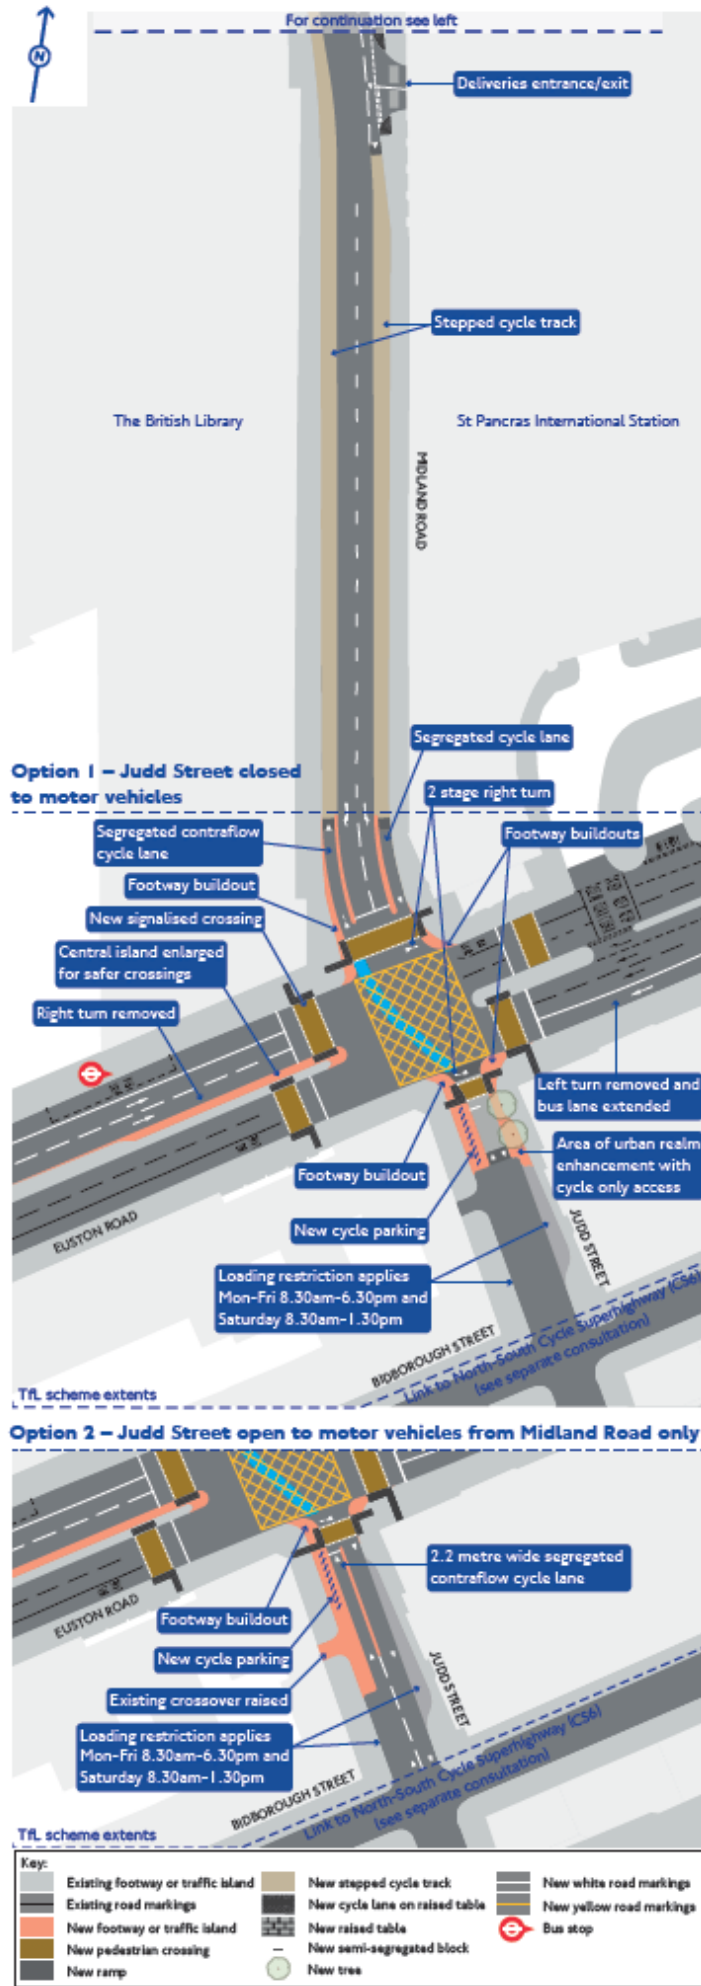 For continuation see left
N
Deliveries entrance/exit
Stepped cycle track
The British Library
St Pancras International Station
MIDLAND ROAD
Segregated cycle lane
Option 1 – Judd Street closed
to motor vehicles
2 stage right turn
Segregated contraflow
cycle lane
Footway buildouts
Footway buildout
New signalised crossing
Central island enlarged
for safer crossings
Right turn removed
Left turn removed and
bus lane extended
Footway buildout
Area of urban realm
enhancement with
cycle only access
New cycle parking
EUSTON ROAD
JUDD STREET
Loading restriction applies
Mon-Fri 8.30am-6.30pm and
Saturday 8.30am-1.30pm
BIDBOROUGH STREET
Link to North-South Cycle Superhighway (CS6)
(see separate consultation)
TfL scheme extents
Option 2 – Judd Street open to motor vehicles from Midland Road only
2.2 metre wide segregated
contraflow cycle lane
EUSTON ROAD
Footway buildout
New cycle parking
JUDD STREET
Existing crossover raised
Loading restriction applies
Mon-Fri 8.30am-6.30pm and
Saturday 8.30am-1.30pm
BIDBOROUGH STREET
Link to North-South Cycle Superhighway (CS6)
(see separate consultation)
TfL scheme extents
Key:
Existing footway or traffic island
Existing road markings
New footway or traffic island
New pedestrian crossing
New ramp
New stepped cycle track
New cycle lane on raised table
New raised table
New semi-segregated block
New tree
New white road markings
New yellow road markings
Bus stop